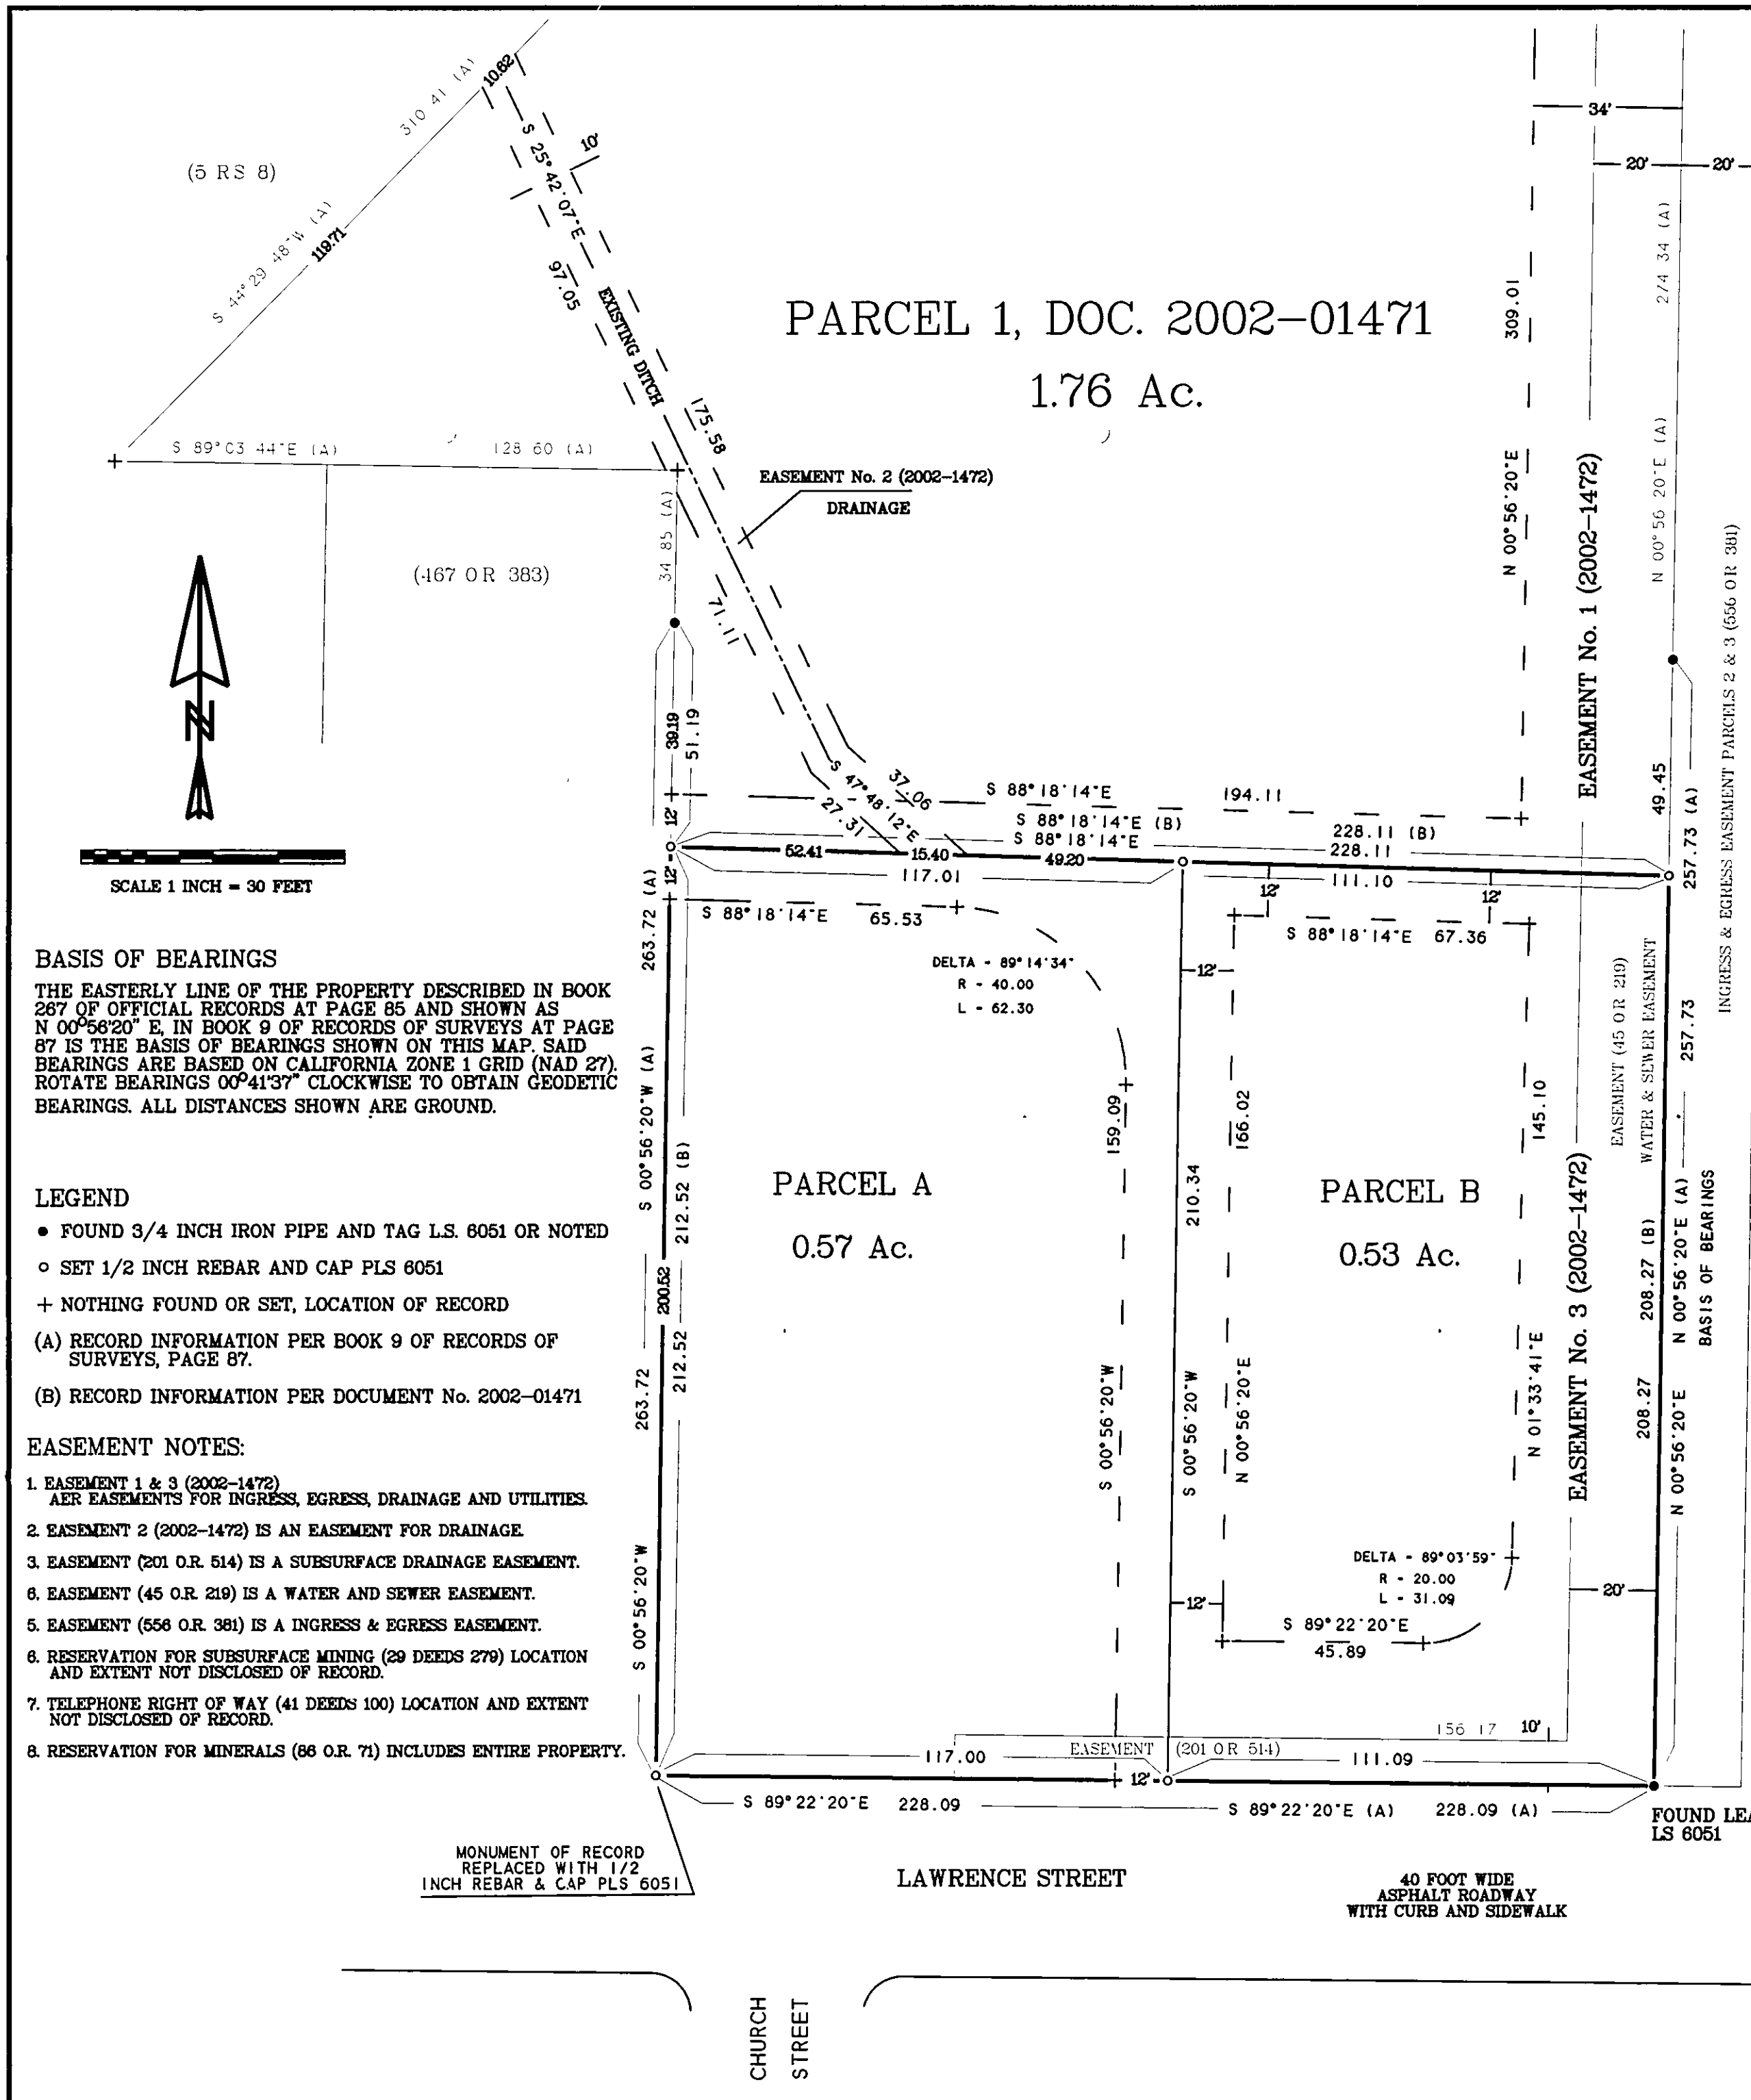 310 41 (A)
10.62
34'
(5 RS 8)
10'
20'
20'
S 25°42'07"E
S 44°29 48"W (A)
119.71
274 34 (A)
97.05
EXISTING DITCH
309.01
PARCEL 1, DOC. 2002-01471
1.76 Ac.
175.58
S 89°03 44"E (A)
128 60 (A)
EASEMENT No. 2 (2002-1472)
DRAINAGE
N 00°56'20"E
N 00°56 20"E (A)
34 85 (A)
(467 O R 383)
EASEMENT No. 1 (2002-1472)
INGRESS & EGRESS EASEMENT PARCELS 2 & 3 (556 O R 381)
71.11
N
39.19
51.19
S 47°48'12"E
37.06
27.31
S 88°18'14"E
194.11
S 88°18'14"E (B)
228.11 (B)
S 88°18'14"E
228.11
49.45
257.73 (A)
12'
52.41
15.40
49.20
117.01
111.10
SCALE 1 INCH = 30 FEET
12'
S 88°18'14"E
65.53
12'
12'
S 88°18'14"E 67.36
263.72 (A)
BASIS OF BEARINGS
THE EASTERLY LINE OF THE PROPERTY DESCRIBED IN BOOK
267 OF OFFICIAL RECORDS AT PAGE 85 AND SHOWN AS
N 00°56'20" E, IN BOOK 9 OF RECORDS OF SURVEYS AT PAGE
87 IS THE BASIS OF BEARINGS SHOWN ON THIS MAP. SAID
BEARINGS ARE BASED ON CALIFORNIA ZONE 1 GRID (NAD 27).
ROTATE BEARINGS 00°41'37" CLOCKWISE TO OBTAIN GEODETIC
BEARINGS. ALL DISTANCES SHOWN ARE GROUND.
DELTA - 89°14'34"
R - 40.00
L - 62.30
12'
EASEMENT (45 O R 219)
WATER & SEWER EASEMENT
257.73
S 00°56'20"W (A)
212.52 (B)
159.09
166.02
145.10
210.34
PARCEL A
0.57 Ac.
PARCEL B
0.53 Ac.
LEGEND
● FOUND 3/4 INCH IRON PIPE AND TAG L.S. 6051 OR NOTED
○ SET 1/2 INCH REBAR AND CAP PLS 6051
+ NOTHING FOUND OR SET, LOCATION OF RECORD
(A) RECORD INFORMATION PER BOOK 9 OF RECORDS OF
SURVEYS, PAGE 87.
(B) RECORD INFORMATION PER DOCUMENT No. 2002-01471
200.52
212.52
263.72
EASEMENT No. 3 (2002-1472)
208.27 (B)
N 00°56'20"E (A)
BASIS OF BEARINGS
208.27
N 00°56'20"E
S 00°56'20"W
S 00°56'20"W
N 00°56'20"E
N 01°33'41"E
EASEMENT NOTES:
1. EASEMENT 1 & 3 (2002-1472)
AER EASEMENTS FOR INGRESS, EGRESS, DRAINAGE AND UTILITIES.
2. EASEMENT 2 (2002-1472) IS AN EASEMENT FOR DRAINAGE.
3. EASEMENT (201 O.R. 514) IS A SUBSURFACE DRAINAGE EASEMENT.
6. EASEMENT (45 O.R. 219) IS A WATER AND SEWER EASEMENT.
5. EASEMENT (556 O.R. 381) IS A INGRESS & EGRESS EASEMENT.
6. RESERVATION FOR SUBSURFACE MINING (29 DEEDS 279) LOCATION
AND EXTENT NOT DISCLOSED OF RECORD.
7. TELEPHONE RIGHT OF WAY (41 DEEDS 100) LOCATION AND EXTENT
NOT DISCLOSED OF RECORD.
8. RESERVATION FOR MINERALS (86 O.R. 71) INCLUDES ENTIRE PROPERTY.
S 00°56'20"W
DELTA - 89°03'59"
R - 20.00
L - 31.09
12'
20'
S 89°22'20"E
45.89
156 17
10'
117.00
EASEMENT (201 O R 514)
111.09
12'
S 89°22'20"E 228.09
S 89°22'20"E (A) 228.09 (A)
FOUND LEA
LS 6051
MONUMENT OF RECORD
REPLACED WITH 1/2
INCH REBAR & CAP PLS 6051
LAWRENCE STREET
40 FOOT WIDE
ASPHALT ROADWAY
WITH CURB AND SIDEWALK
CHURCH
STREET